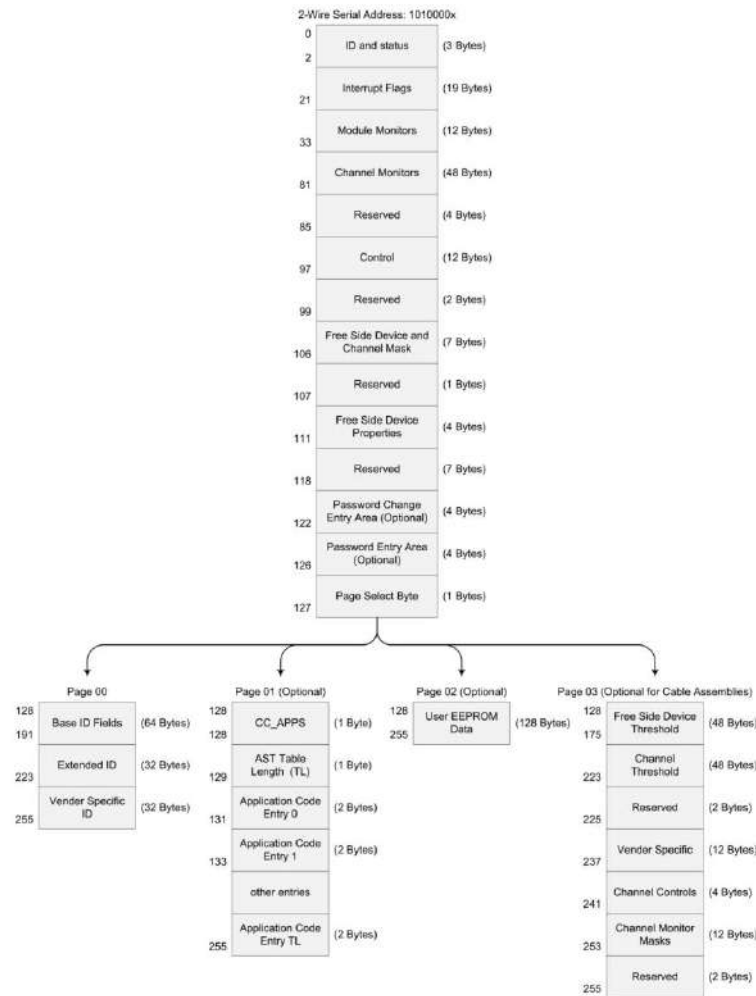 2-Wire Serial Address: 1010000x
0
ID and status (3 Bytes)
2
Interrupt Flags (19 Bytes)
21
Module Monitors (12 Bytes)
33
Channel Monitors (48 Bytes)
81
Reserved (4 Bytes)
85
Control (12 Bytes)
97
Reserved (2 Bytes)
99
Free Side Device and
Channel Mask (7 Bytes)
106
Reserved (1 Bytes)
107
Free Side Device
Properties (4 Bytes)
111
Reserved (7 Bytes)
118
Password Change
Entry Area (Optional) (4 Bytes)
122
Password Entry Area
(Optional) (4 Bytes)
126
Page Select Byte (1 Bytes)
127
Page 00
128
Base ID Fields (64 Bytes)
191
Extended ID (32 Bytes)
223
Vender Specific
ID (32 Bytes)
255
Page 01 (Optional)
128
CC_APPS (1 Byte)
128
AST Table
Length (TL) (1 Byte)
129
Application Code
Entry 0 (2 Bytes)
131
Application Code
Entry 1 (2 Bytes)
133
other entries
Application Code
Entry TL (2 Bytes)
255
Page 02 (Optional)
128
User EEPROM
Data (128 Bytes)
255
Page 03 (Optional for Cable Assemblies)
128
Free Side Device
Threshold (48 Bytes)
175
Channel
Threshold (48 Bytes)
223
Reserved (2 Bytes)
225
Vender Specific (12 Bytes)
237
Channel Controls (4 Bytes)
241
Channel Monitor
Masks (12 Bytes)
253
Reserved (2 Bytes)
255